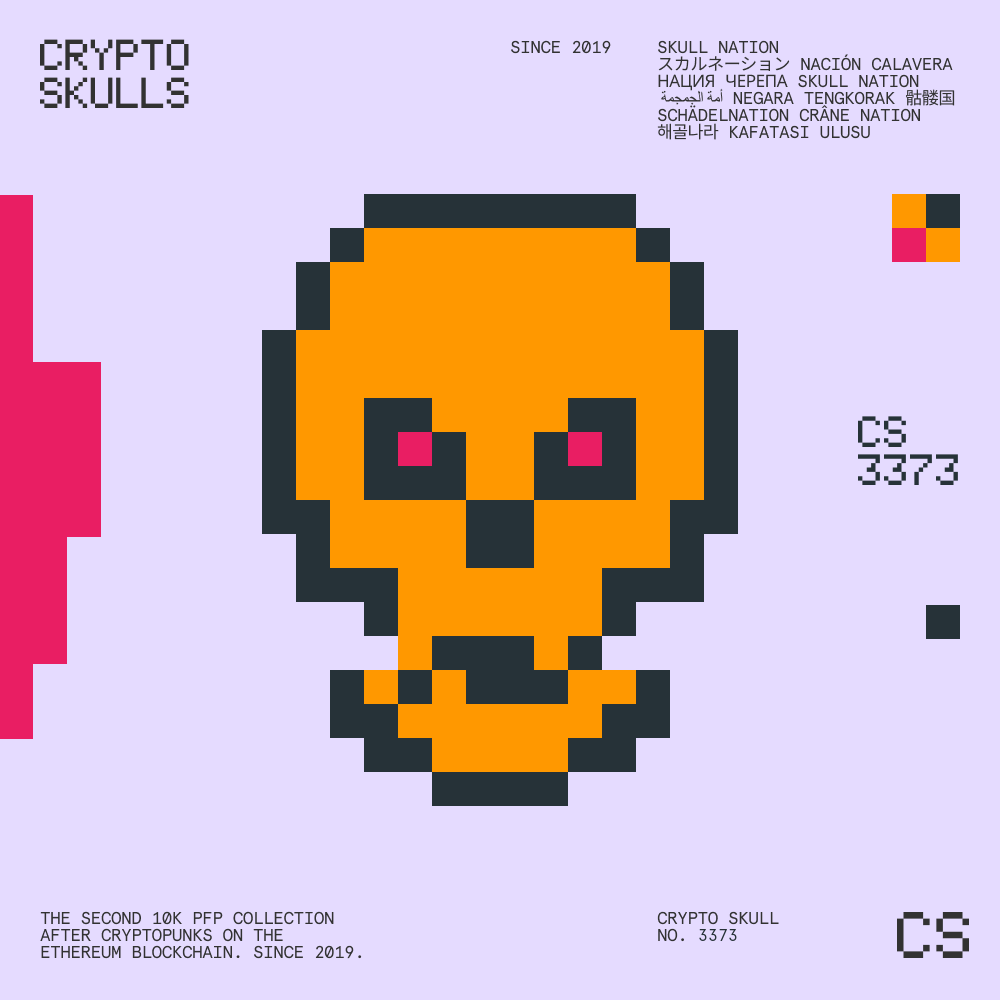 CRYPTO
SKULLS
SINCE 2019
SKULL NATION
スカルネーション NACIÓN CALAVERA
НАЦИЯ ЧЕРЕПА SKULL NATION
أمة الجمجمة NEGARA TENGKORAK 骷髅国
SCHÄDELNATION CRÂNE NATION
해골나라 KAFATASI ULUSU
CS
3373
THE SECOND 10K PFP COLLECTION
AFTER CRYPTOPUNKS ON THE
ETHEREUM BLOCKCHAIN. SINCE 2019.
CRYPTO SKULL
NO. 3373
CS